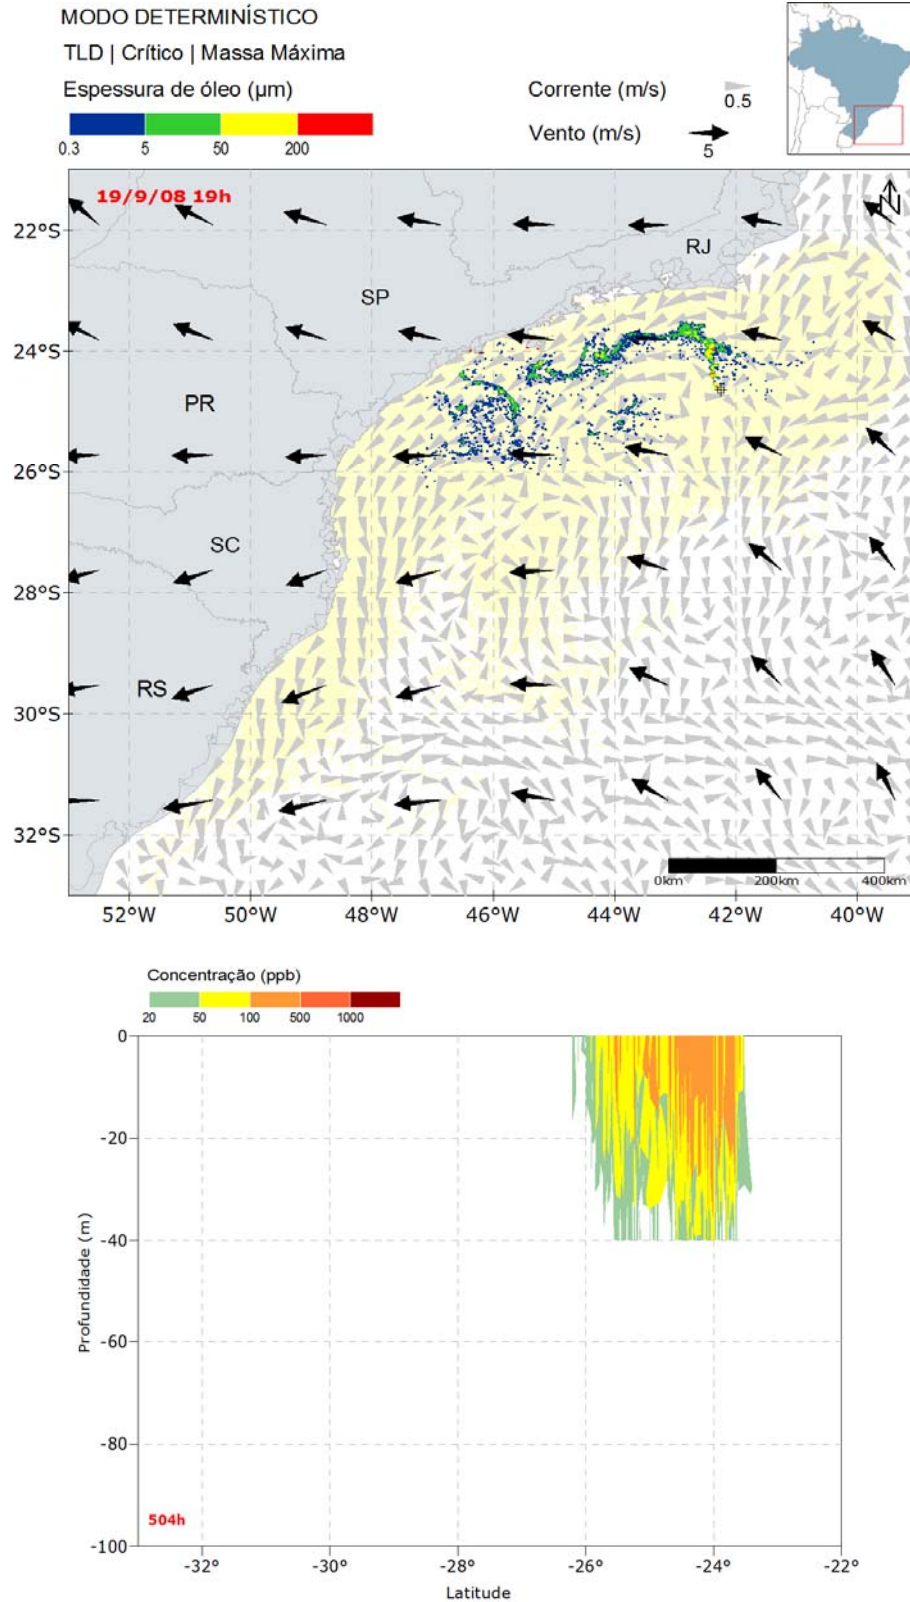 MODO DETERMINÍSTICO
TLD | Crítico | Massa Máxima
Espessura de óleo (µm)
0.3 5 50 200
Corrente (m/s)
0.5
Vento (m/s)
5
19/9/08 19h
N
22°S
24°S
26°S
28°S
30°S
32°S
RJ
SP
PR
SC
RS
0km 200km 400km
52°W 50°W 48°W 46°W 44°W 42°W 40°W
Concentração (ppb)
20 50 100 500 1000
0
-20
-40
-60
-80
-100
Profundidade (m)
504h
-32° -30° -28° -26° -24° -22°
Latitude